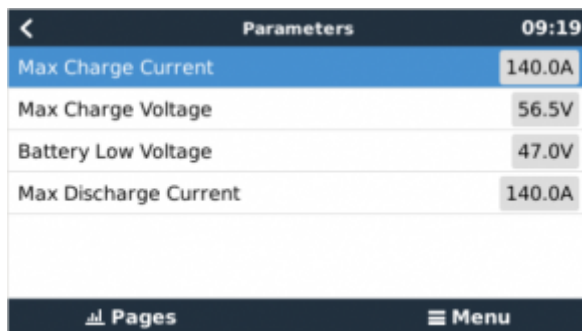 Parameters 09:19
Max Charge Current 140.0A
Max Charge Voltage 56.5V
Battery Low Voltage 47.0V
Max Discharge Current 140.0A
Pages Menu